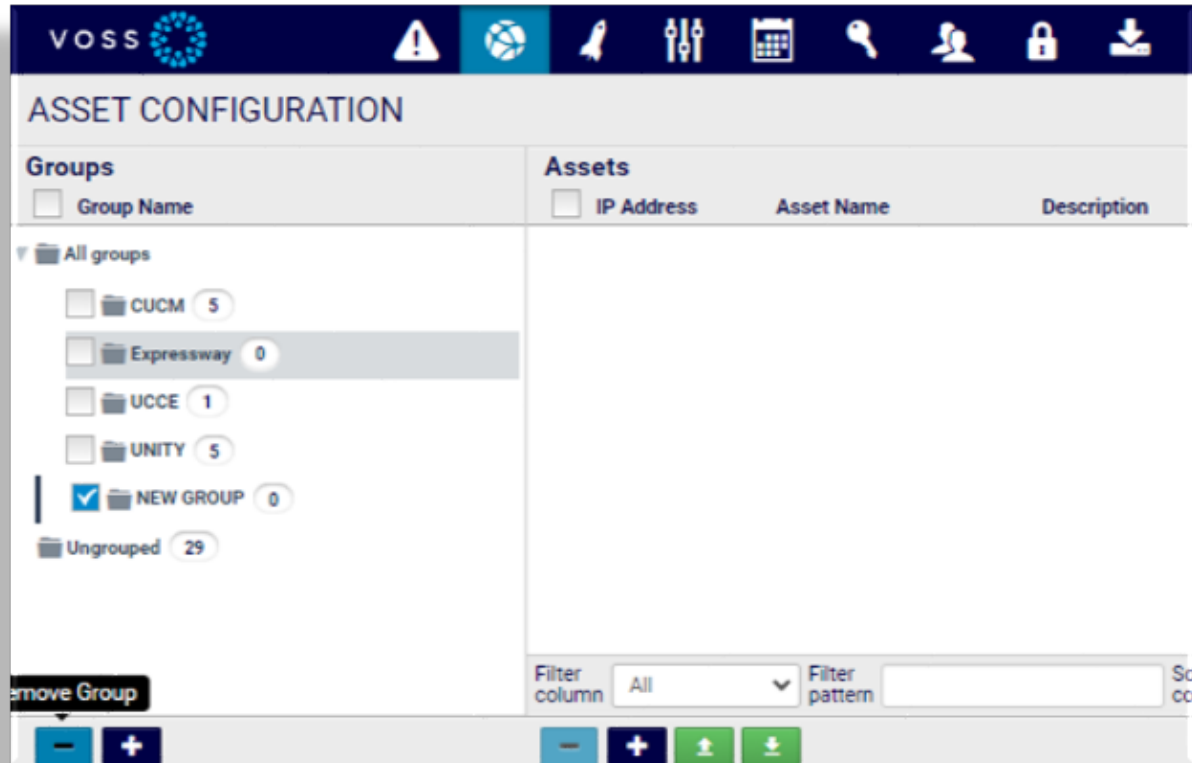 VOSS
ASSET CONFIGURATION
Groups
Group Name
All groups
CUCM 5
Expressway 0
UCCE 1
UNITY 5
NEW GROUP 0
Ungrouped 29
emove Group
Assets
IP Address Asset Name Description
Filter column All Filter pattern